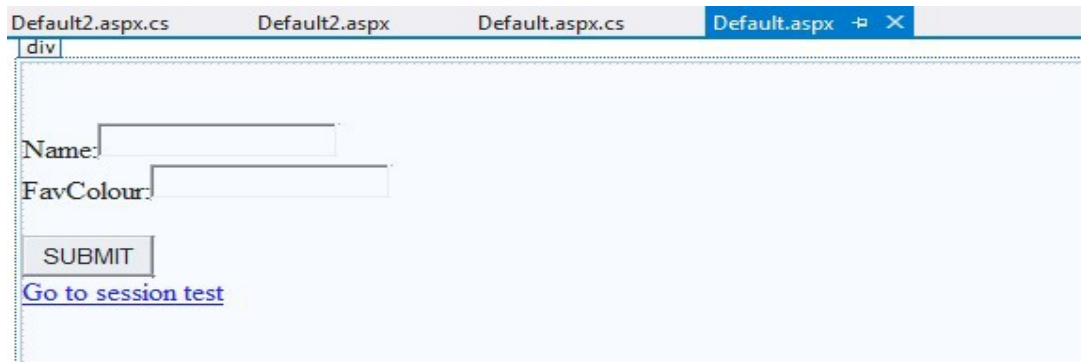 Default2.aspx.cs Default2.aspx Default.aspx.cs Default.aspx
div
Name:
FavColour:
SUBMIT
Go to session test